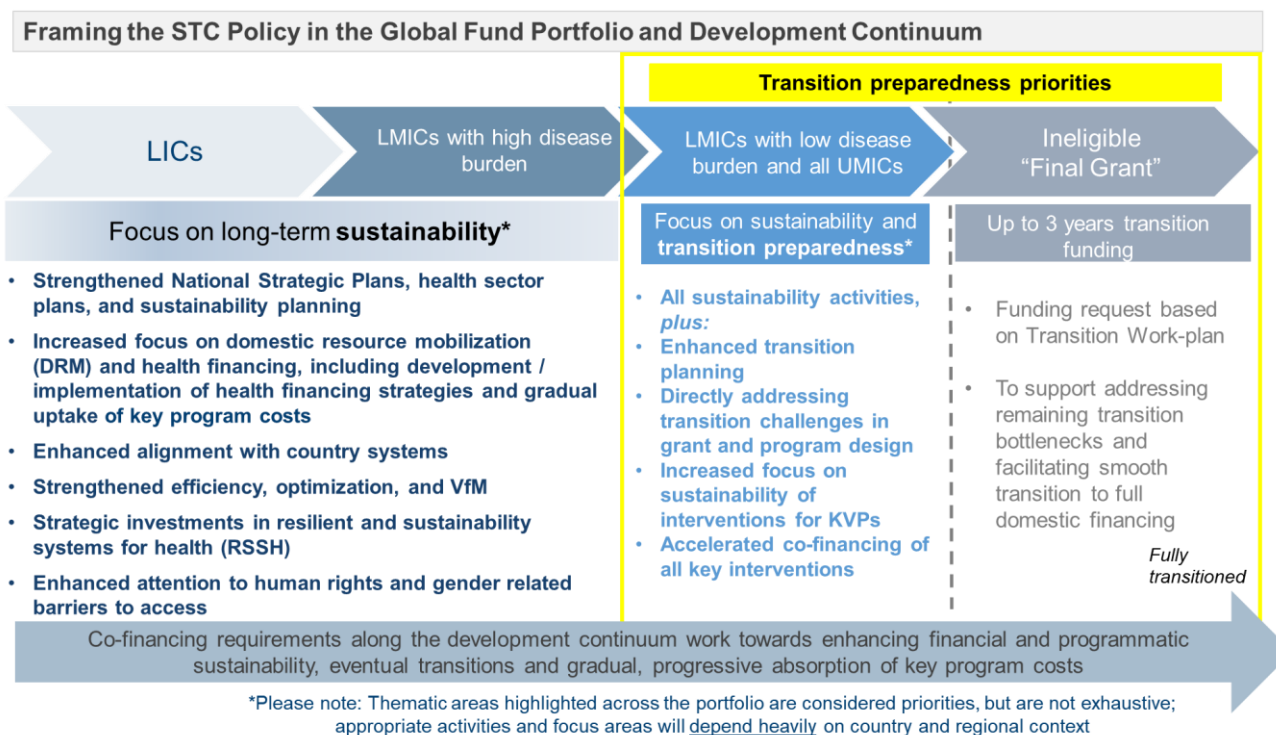 Framing the STC Policy in the Global Fund Portfolio and Development Continuum
Transition preparedness priorities
LICs
LMICs with high disease
burden
LMICs with low disease
burden and all UMICs
Ineligible
“Final Grant”
Focus on long-term sustainability*
• Strengthened National Strategic Plans, health sector
plans, and sustainability planning
• Increased focus on domestic resource mobilization
(DRM) and health financing, including development /
implementation of health financing strategies and gradual
uptake of key program costs
• Enhanced alignment with country systems
• Strengthened efficiency, optimization, and VfM
• Strategic investments in resilient and sustainability
systems for health (RSSH)
• Enhanced attention to human rights and gender related
barriers to access
Focus on sustainability and
transition preparedness*
• All sustainability activities,
plus:
• Enhanced transition
planning
• Directly addressing
transition challenges in
grant and program design
• Increased focus on
sustainability of
interventions for KVPs
• Accelerated co-financing of
all key interventions
Up to 3 years transition
funding
• Funding request based
on Transition Work-plan
• To support addressing
remaining transition
bottlenecks and
facilitating smooth
transition to full
domestic financing
Fully
transitioned
Co-financing requirements along the development continuum work towards enhancing financial and programmatic
sustainability, eventual transitions and gradual, progressive absorption of key program costs
*Please note: Thematic areas highlighted across the portfolio are considered priorities, but are not exhaustive;
appropriate activities and focus areas will depend heavily on country and regional context